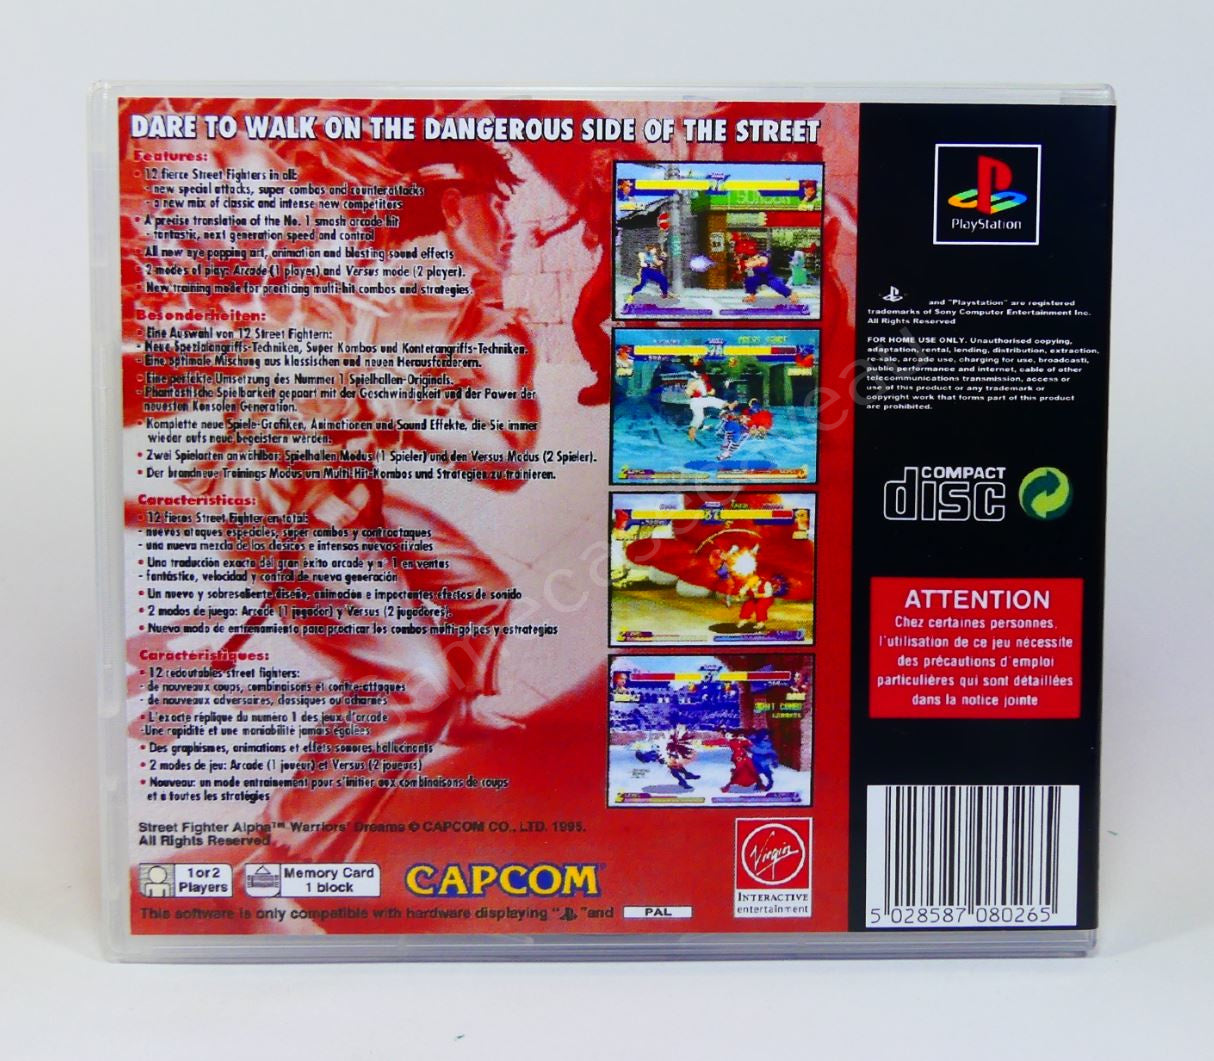 DARE TO WALK ON THE DANGEROUS SIDE OF THE STREET
Features:
• 12 fierce Street Fighters in all:
- new special attacks, super combos and counterattacks
- a new mix of classic and intense new competitors
• A precise translation of the No. 1 smash arcade hit
- fantastic, next generation speed and control
• All new eye popping art, animation and blasting sound effects
• 2 modes of play: Arcade (1 player) and Versus mode (2 player).
• New training mode for practicing multi-hit combos and strategies.
Besonderheiten:
• Eine Auswahl von 12 Street Fightern:
- Neue Spezialangriffs-Techniken, Super Kombos und Konterangriffs-Techniken.
- Eine optimale Mischung aus klassischen und neuen Herausforderern.
• Eine perfekte Umsetzung des Nummer 1 Spielhallen-Originals.
- Phantastische Spielbarkeit gepaart mit der Geschwindigkeit und der Power der
neuesten Konsolen Generation.
• Komplette neue Spiele-Grafiken, Animationen und Sound Effekte, die Sie immer
wieder aufs neue begeistern werden.
• Zwei Spielarten anwählbar: Spielhallen Modus (1 Spieler) und den Versus Modus (2 Spieler).
• Der brandneue Trainings Modus um Multi-Hit-Kombos und Strategien zu trainieren.
Características:
• 12 fieros Street Fighter en total:
- nuevos ataques especiales, súper combos y contraataques
- una nueva mezcla de los clásicos e intensos nuevos rivales
• Una traducción exacta del gran éxito arcade y n° 1 en ventas
- fantástico, velocidad y control de nueva generación
• Un nuevo y sobresaliente diseño, animación e impactantes efectos de sonido
• 2 modos de juego: Arcade (1 jugador) y Versus (2 jugadores).
• Nuevo modo de entrenamiento para practicar los combos multi-golpes y estrategias
Caractéristiques:
• 12 redoutables street fighters:
- de nouveaux coups, combinaisons et contre-attaques
- de nouveaux adversaires, classiques ou acharnés
• L'exacte réplique du numéro 1 des jeux d'arcade
-Une rapidité et une maniabilité jamais égalées
• Des graphismes, animations et effets sonores hallucinants
• 2 modes de jeu: Arcade (1 joueur) et Versus (2 joueurs)
• Nouveau: un mode entrainement pour s'initier aux combinaisons de coups
et a toutes les stratégies
Street Fighter Alpha™ Warriors' Dreams © CAPCOM CO., LTD. 1995.
All Rights Reserved
1 or 2
Players
Memory Card
1 block
CAPCOM
This software is only compatible with hardware displaying " " and PAL
Virgin
INTERACTIVE
entertainment
PlayStation
and "Playstation" are registered
trademarks of Sony Computer Entertainment Inc.
All Rights Reserved
FOR HOME USE ONLY. Unauthorised copying,
adaptation, rental, lending, distribution, extraction,
re-sale, arcade use, charging for use, broadcasti,
public performance and internet, cable of other
telecommunications transmission, access or
use of this product or any trademark or
copyright work that forms part of this product
are prohibited.
COMPACT
disc
ATTENTION
Chez certaines personnes,
l'utilisation de ce jeu nécessite
des précautions d'emploi
particulières qui sont détaillées
dans la notice jointe
5 028587 080265